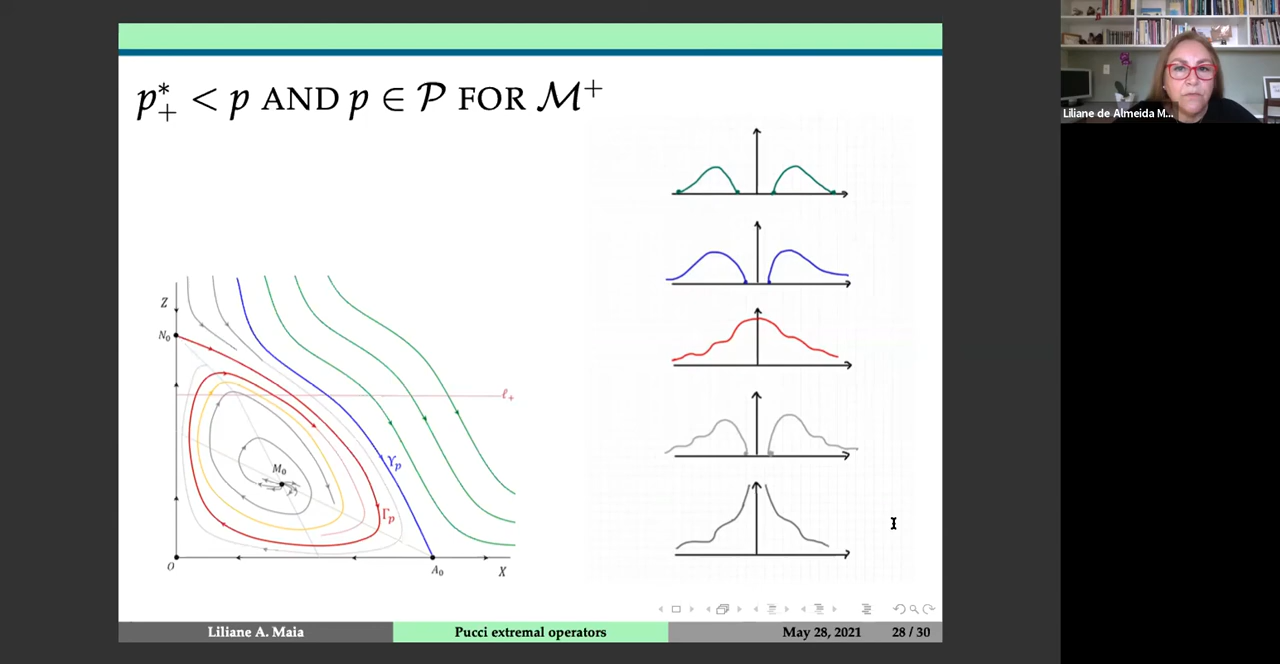 p*₊ < p AND p ∈ 𝒫 FOR ℳ⁺
Z
N₀
ℓ₊
M₀
Υₚ
Γₚ
O
A₀
X
Liliane A. Maia
Pucci extremal operators
May 28, 2021
28 / 30
Liliane de Almeida M...